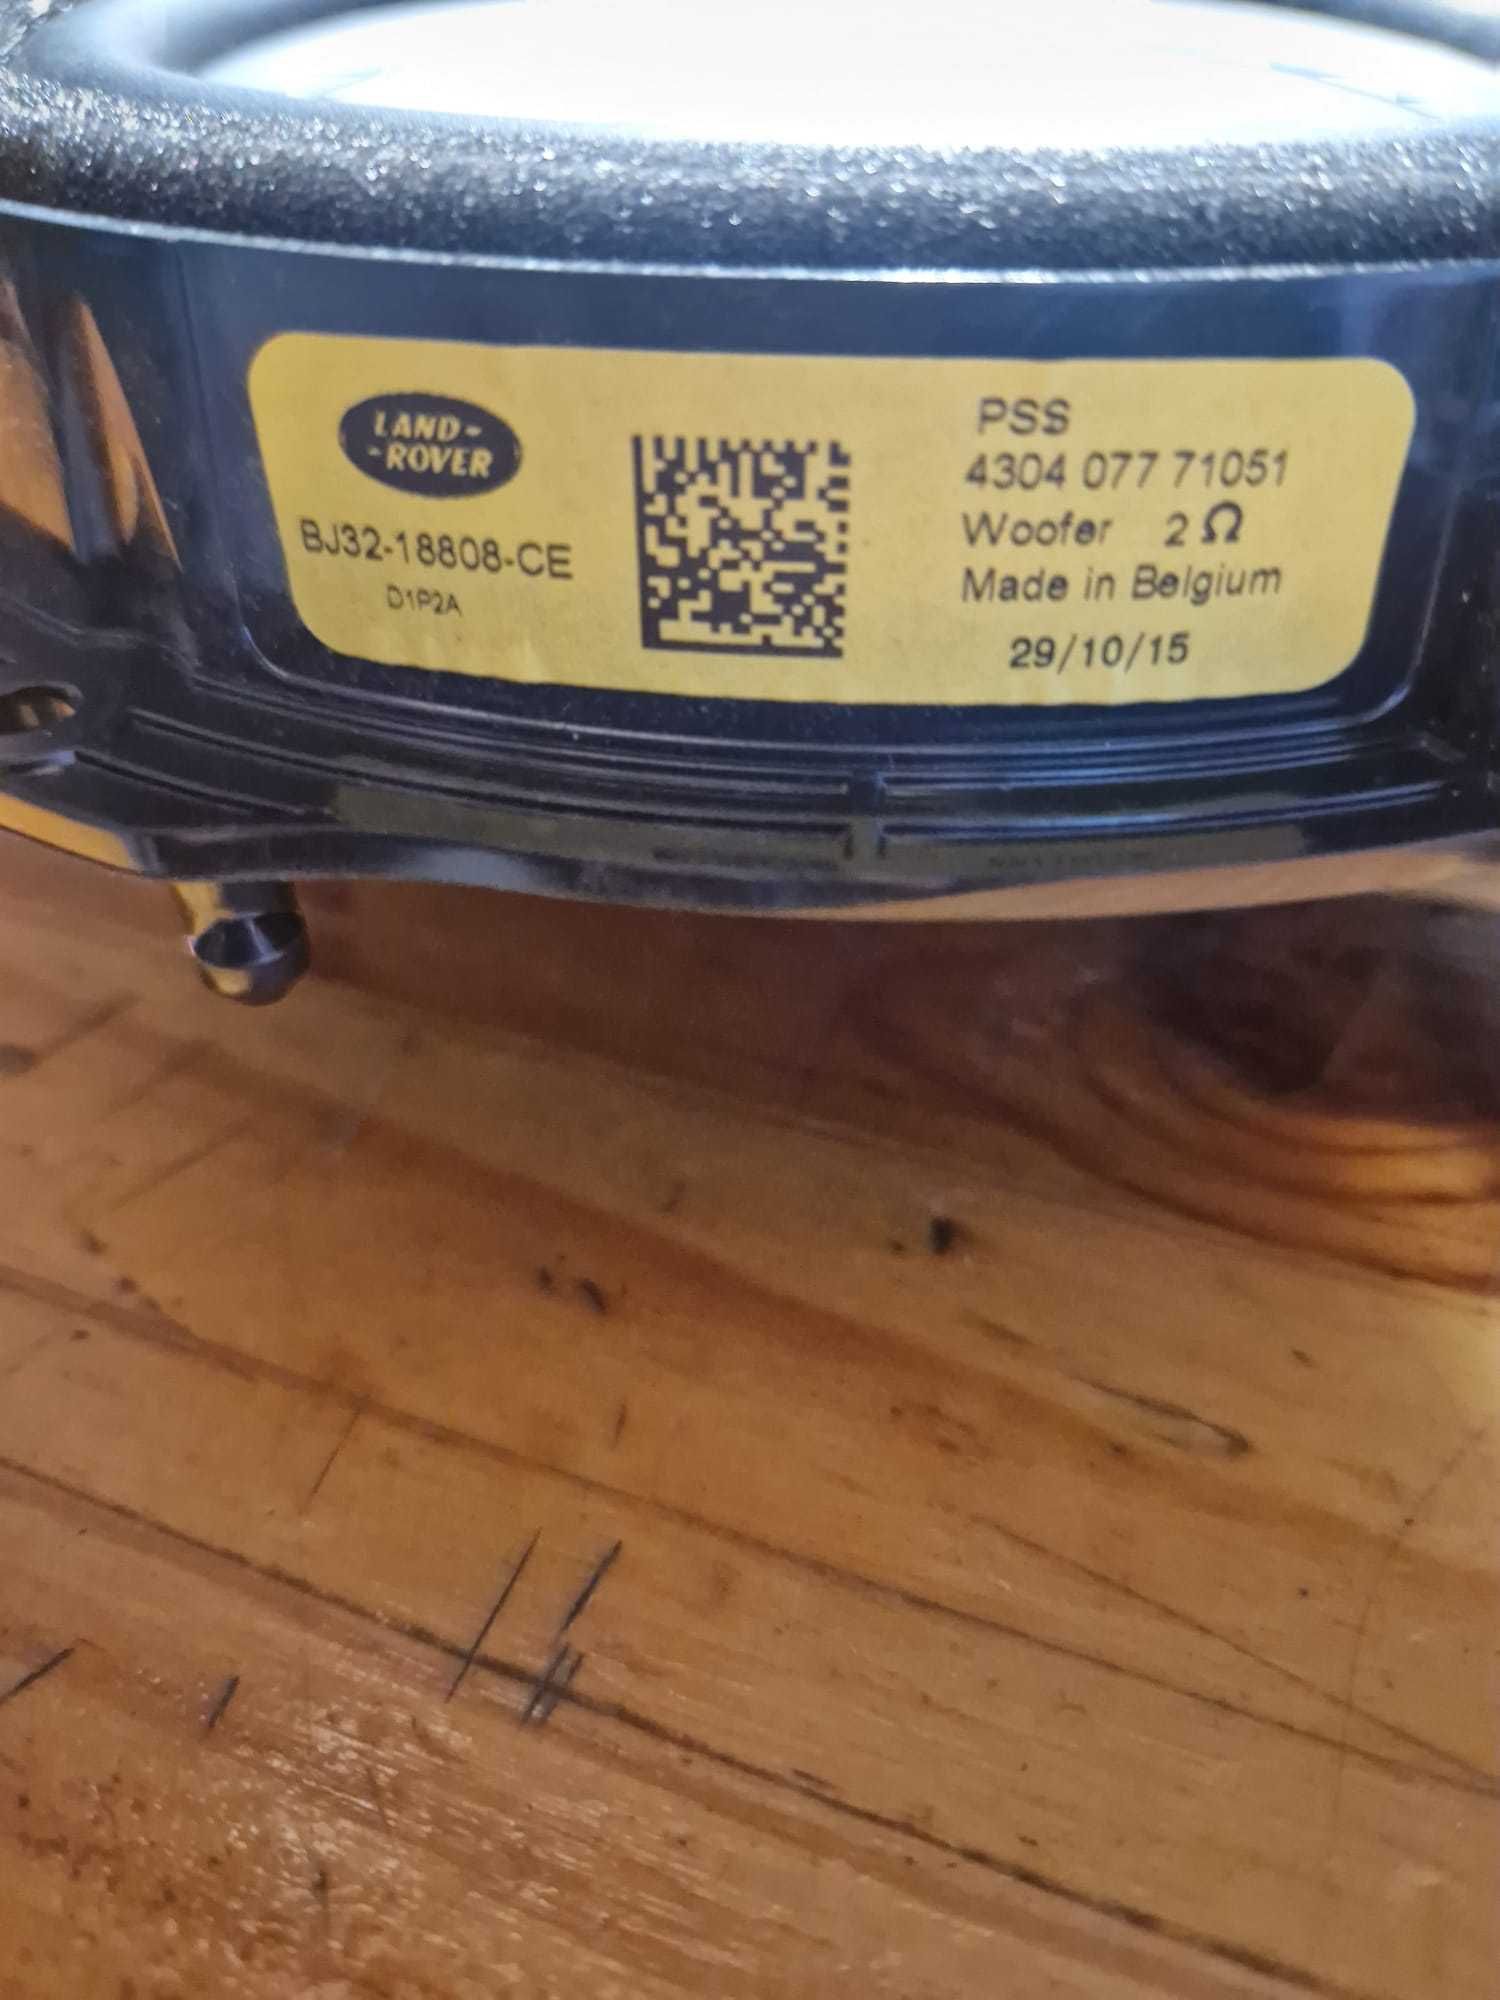 LAND-
-ROVER
BJ32-18808-CE
D1P2A
PSS
4304 077 71051
Woofer 2 Ω
Made in Belgium
29/10/15